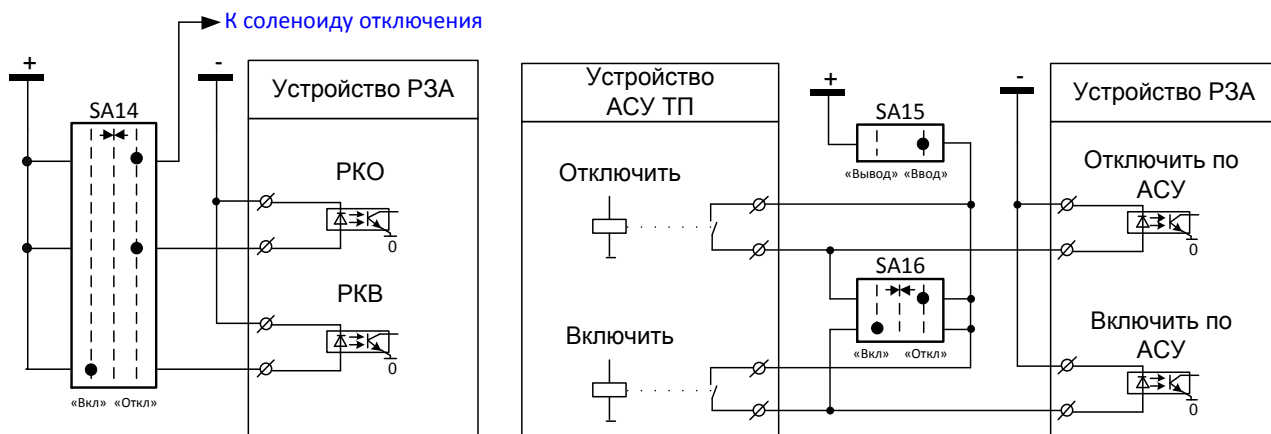 К соленоиду отключения
+
-
Устройство РЗА
SA14
РКО
0
РКВ
0
«Вкл» «Откл»
Устройство
АСУ ТП
Отключить
Включить
+
SA15
«Вывод» «Ввод»
SA16
«Вкл» «Откл»
-
Устройство РЗА
Отключить по
АСУ
0
Включить по
АСУ
0